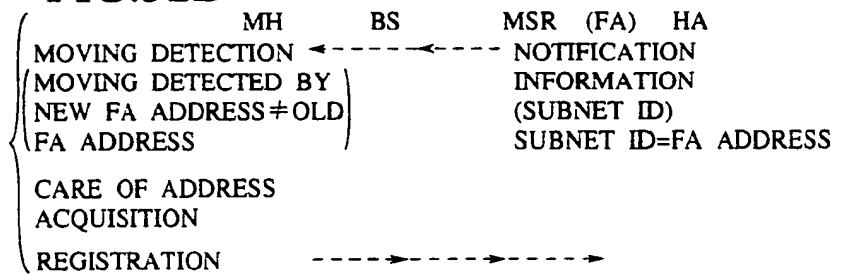 MH BS MSR (FA) HA
MOVING DETECTION NOTIFICATION
(MOVING DETECTED BY INFORMATION
NEW FA ADDRESS≠OLD (SUBNET ID)
FA ADDRESS) SUBNET ID=FA ADDRESS
CARE OF ADDRESS
ACQUISITION
REGISTRATION